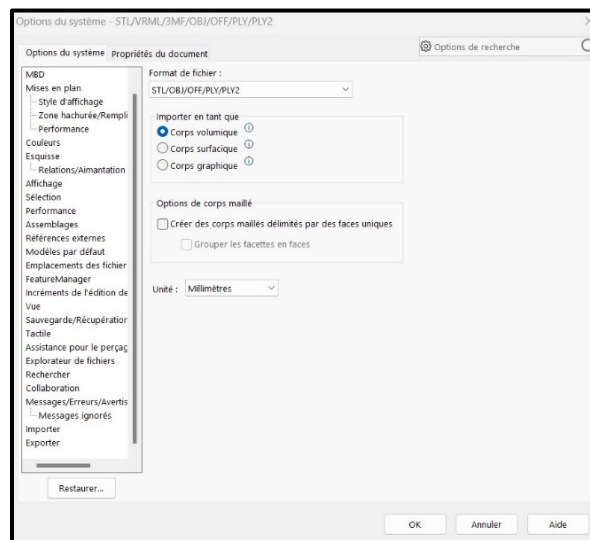 Options du système - STL/VRML/3MF/OBJ/OFF/PLY/PLY2
Options du système Propriétés du document
Options de recherche
MBD
Mises en plan
Style d'affichage
Zone hachurée/Rempli
Performance
Couleurs
Esquisse
Relations/Aimantation
Affichage
Sélection
Performance
Assemblages
Références externes
Modèles par défaut
Emplacements des fichier
FeatureManager
Incréments de l'édition de
Vue
Sauvegarde/Récupération
Tactile
Assistance pour le perçag
Explorateur de fichiers
Rechercher
Collaboration
Messages/Erreurs/Avertis
Messages ignorés
Importer
Exporter
Restaurer...
Format de fichier :
STL/OBJ/OFF/PLY/PLY2
Importer en tant que
Corps volumique
Corps surfacique
Corps graphique
Options de corps maillé
Créer des corps maillés délimités par des faces uniques
Grouper les facettes en faces
Unité : Millimètres
OK Annuler Aide